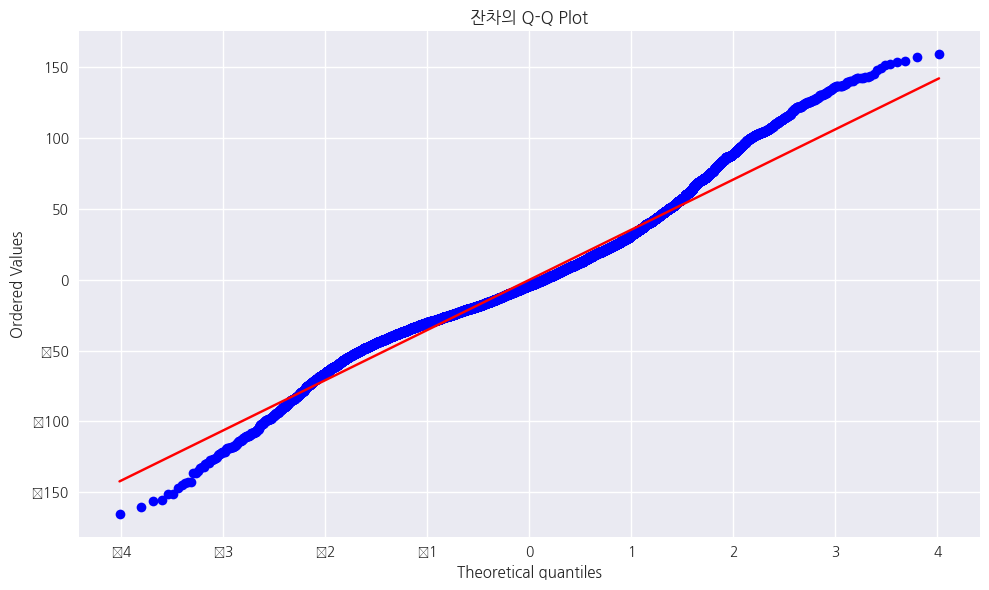 잔차의 Q-Q Plot
150
100
50
0
▯50
▯100
▯150
Ordered Values
▯4 ▯3 ▯2 ▯1 0 1 2 3 4
Theoretical quantiles